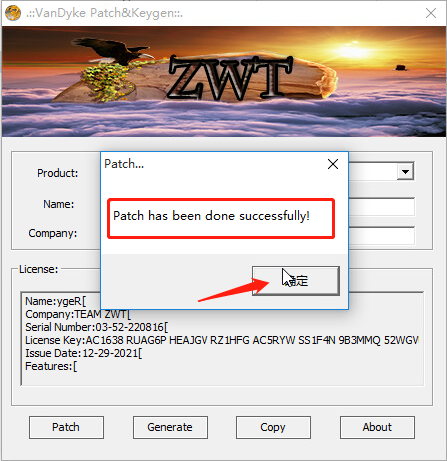 .::VanDyke Patch&Keygen::.
ZWT
Product:
Name:
Company:
Patch...
Patch has been done successfully!
确定
License:
Name:ygeR[
Company:TEAM ZWT[
Serial Number:03-52-220816[
License Key:AC1638 RUAG6P HEAJGV RZ1HFG AC5RYW SS1F4N 9B3MMQ 52WGV
Issue Date:12-29-2021[
Features:[
Patch
Generate
Copy
About